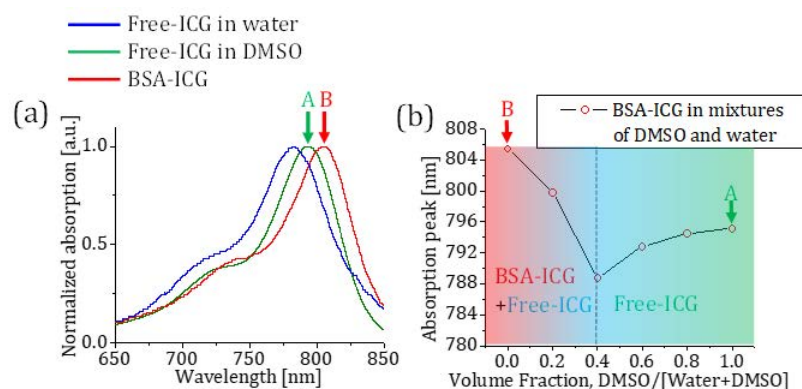 Free-ICG in water
Free-ICG in DMSO
BSA-ICG
(a)
A B
Normalized absorption [a.u.]
1.0
0.5
0.0
650 700 750 800 850
Wavelength [nm]
(b)
B
BSA-ICG in mixtures
of DMSO and water
A
Absorption peak [nm]
808
804
800
796
792
788
784
780
BSA-ICG
+Free-ICG
Free-ICG
0.0 0.2 0.4 0.6 0.8 1.0
Volume Fraction, DMSO/[Water+DMSO]